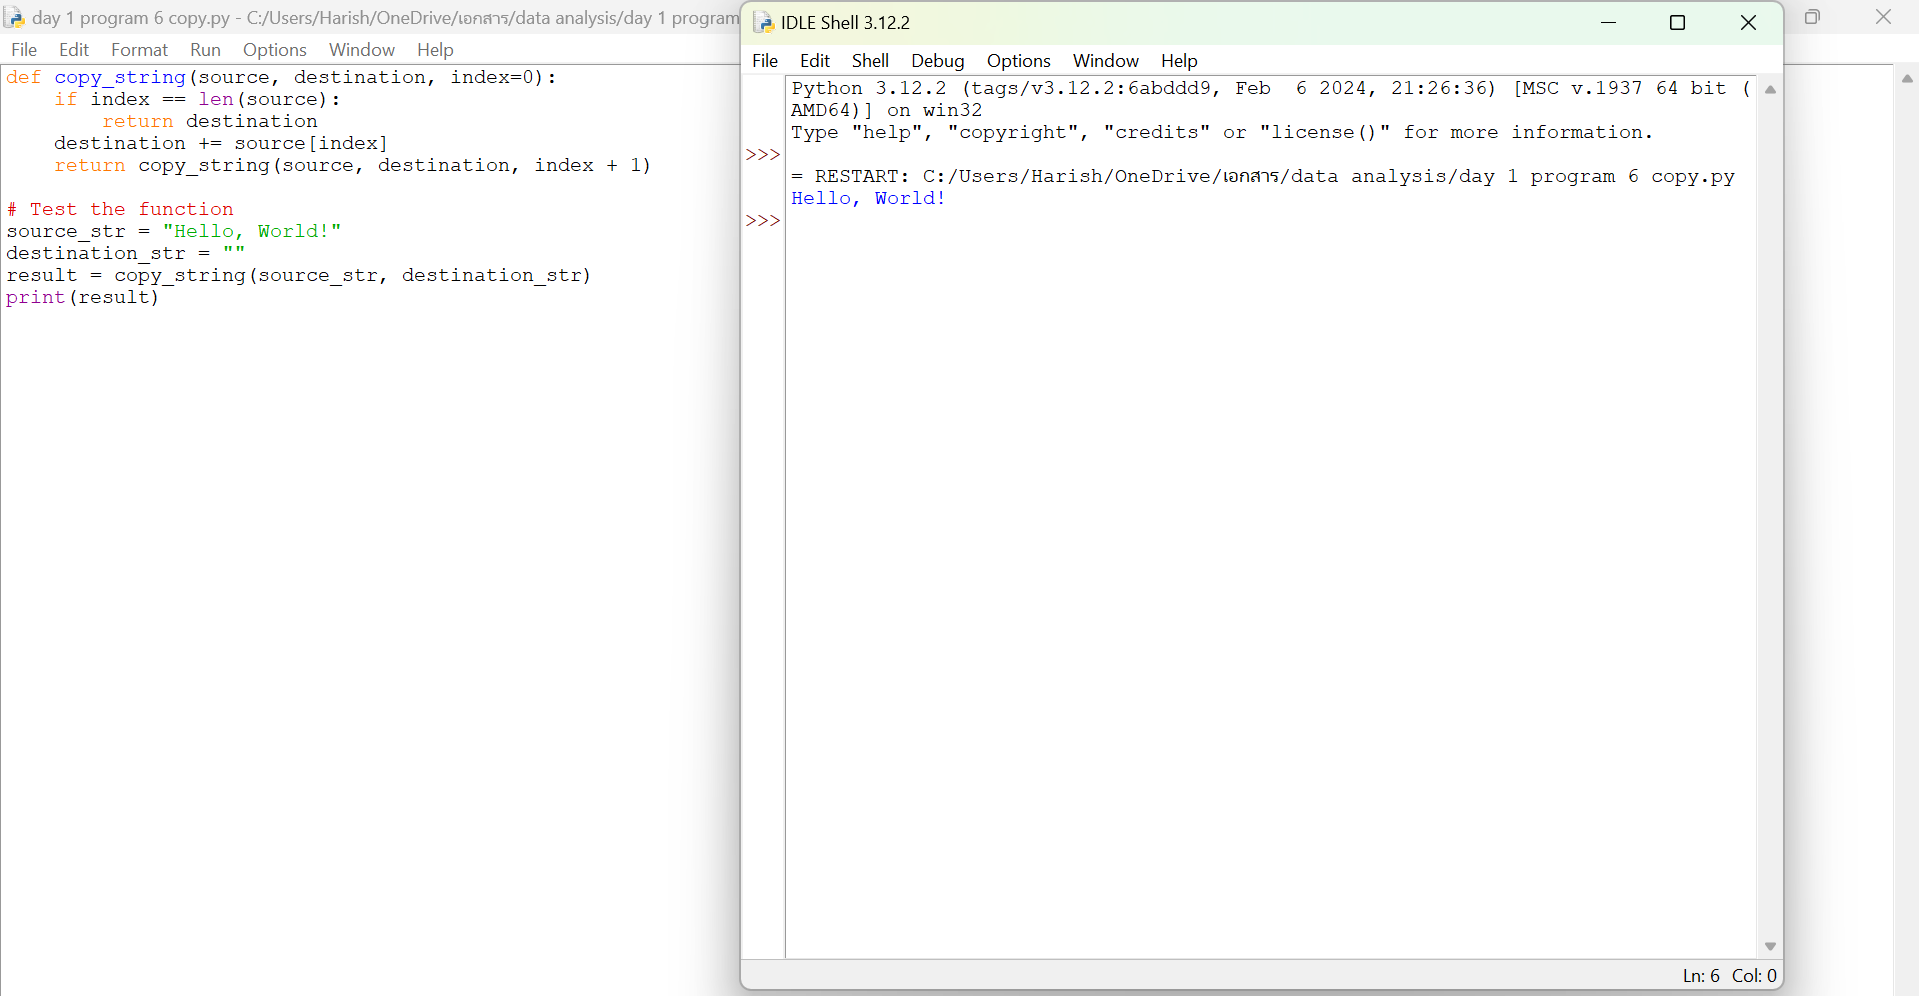 day 1 program 6 copy.py - C:/Users/Harish/OneDrive/เอกสาร/data analysis/day 1 program
File Edit Format Run Options Window Help
def copy_string(source, destination, index=0):
    if index == len(source):
        return destination
    destination += source[index]
    return copy_string(source, destination, index + 1)

# Test the function
source_str = "Hello, World!"
destination_str = ""
result = copy_string(source_str, destination_str)
print(result)
IDLE Shell 3.12.2
File Edit Shell Debug Options Window Help
Python 3.12.2 (tags/v3.12.2:6abddd9, Feb  6 2024, 21:26:36) [MSC v.1937 64 bit (
AMD64)] on win32
Type "help", "copyright", "credits" or "license()" for more information.
>>>
= RESTART: C:/Users/Harish/OneDrive/เอกสาร/data analysis/day 1 program 6 copy.py
Hello, World!
>>>
Ln: 6 Col: 0